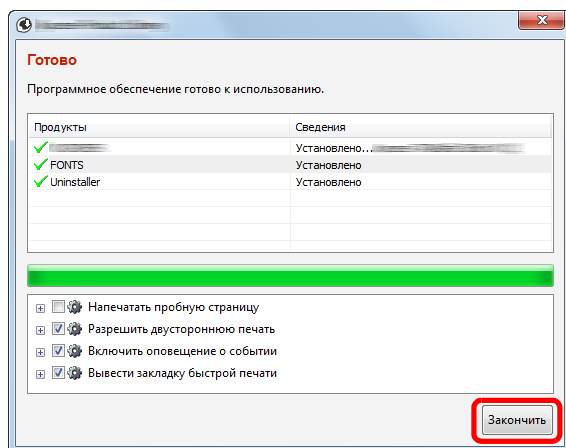 Готово
Программное обеспечение готово к использованию.
Продукты Сведения
Установлено...
FONTS Установлено
Uninstaller Установлено
Напечатать пробную страницу
Разрешить двустороннюю печать
Включить оповещение о событии
Вывести закладку быстрой печати
Закончить